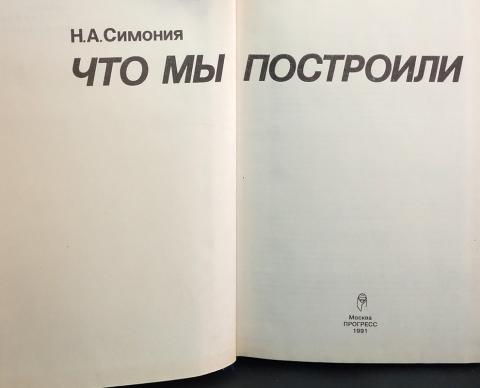 Н.А.Симония
ЧТО МЫ ПОСТРОИЛИ
Москва
ПРОГРЕСС
1991